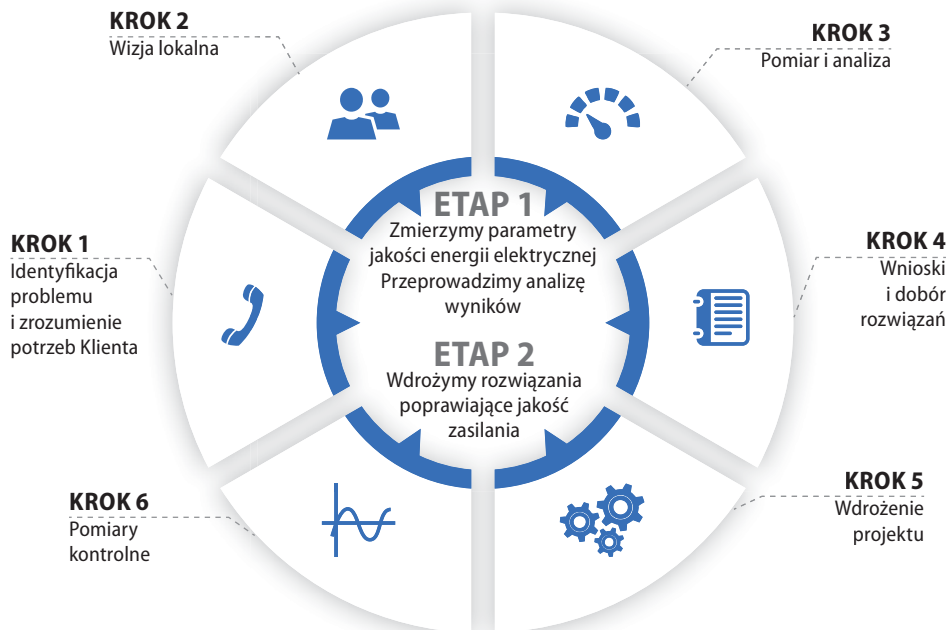 KROK 1
Identyfikacja
problemu
i zrozumienie
potrzeb Klienta
KROK 2
Wizja lokalna
KROK 3
Pomiar i analiza
KROK 4
Wnioski
i dobór
rozwiązań
KROK 5
Wdrożenie
projektu
KROK 6
Pomiary
kontrolne
ETAP 1
Zmierzymy parametry
jakości energii elektrycznej
Przeprowadzimy analizę
wyników
ETAP 2
Wdrożymy rozwiązania
poprawiające jakość
zasilania